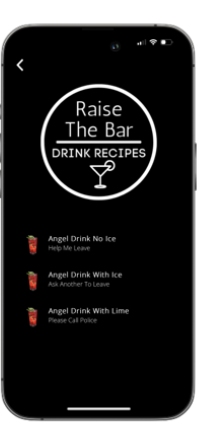 Raise
The Bar
DRINK RECIPES
Angel Drink No Ice
Help Me Leave
Angel Drink With Ice
Ask Another To Leave
Angel Drink With Lime
Please Call Police